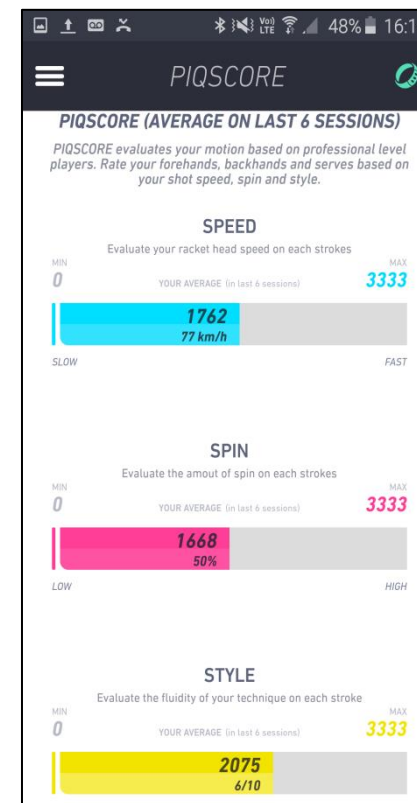 Vo)) LTE 48% 16:1
PIQSCORE
PIQSCORE (AVERAGE ON LAST 6 SESSIONS)
PIQSCORE evaluates your motion based on professional level
players. Rate your forehands, backhands and serves based on
your shot speed, spin and style.
SPEED
Evaluate your racket head speed on each strokes
MIN MAX
0 YOUR AVERAGE (in last 6 sessions) 3333
1762
77 km/h
SLOW FAST
SPIN
Evaluate the amout of spin on each strokes
MIN MAX
0 YOUR AVERAGE (in last 6 sessions) 3333
1668
50%
LOW HIGH
STYLE
Evaluate the fluidity of your technique on each stroke
MIN MAX
0 YOUR AVERAGE (in last 6 sessions) 3333
2075
6/10